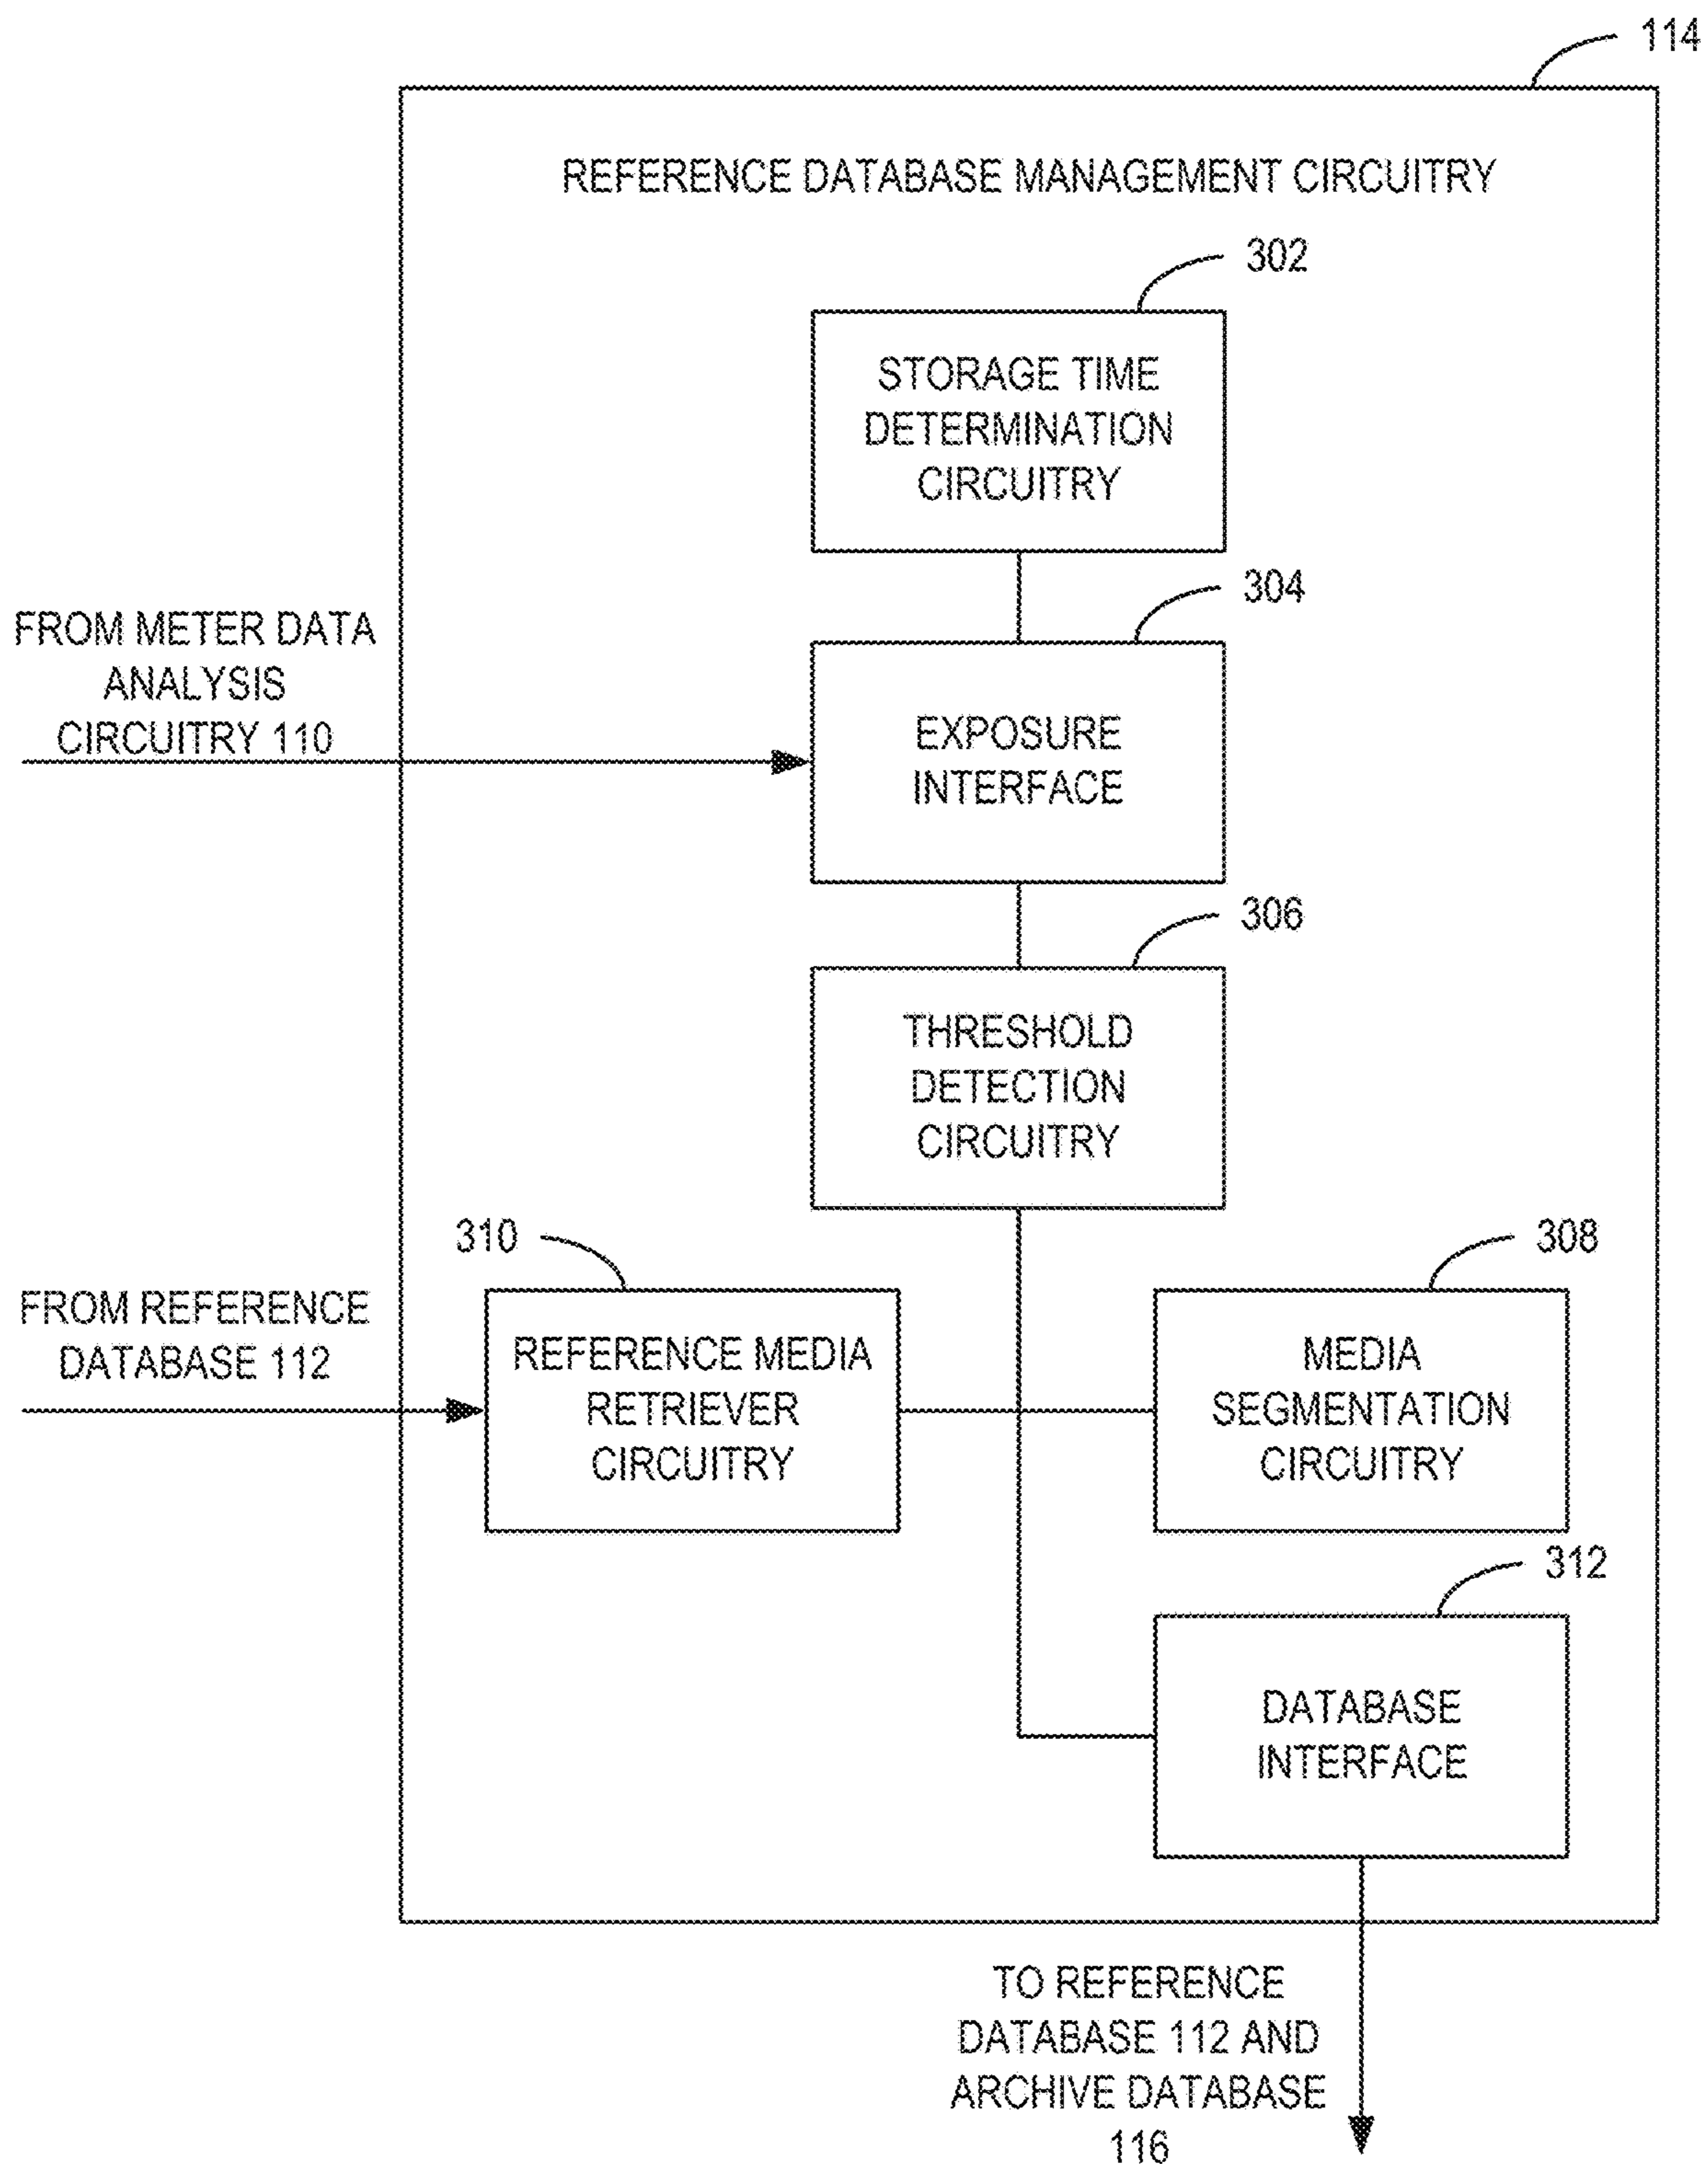 114
REFERENCE DATABASE MANAGEMENT CIRCUITRY
302
STORAGE TIME
DETERMINATION
CIRCUITRY
304
FROM METER DATA
ANALYSIS
CIRCUITRY 110
EXPOSURE
INTERFACE
306
THRESHOLD
DETECTION
CIRCUITRY
310
308
FROM REFERENCE
DATABASE 112
REFERENCE MEDIA
RETRIEVER
CIRCUITRY
MEDIA
SEGMENTATION
CIRCUITRY
312
DATABASE
INTERFACE
TO REFERENCE
DATABASE 112 AND
ARCHIVE DATABASE
116